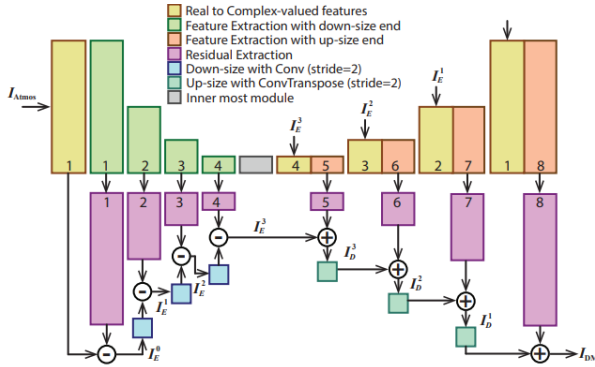 Real to Complex-valued features
Feature Extraction with down-size end
Feature Extraction with up-size end
Residual Extraction
Down-size with Conv (stride=2)
Up-size with ConvTranspose (stride=2)
Inner most module
I_Atmos
I_E^3
I_E^2
I_E^1
1 1 2 3 4 4 5 3 6 2 7 1 8
1 2 3 4 5 6 7 8
- - - - + + + +
I_E^3
I_E^2
I_E^1
I_E^0
I_D^3
I_D^2
I_D^1